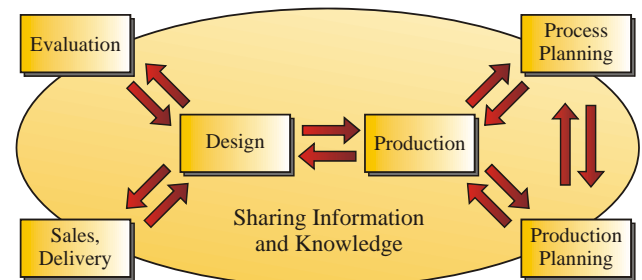 Evaluation
Process
Planning
Design
Production
Sales,
Delivery
Sharing Information
and Knowledge
Production
Planning